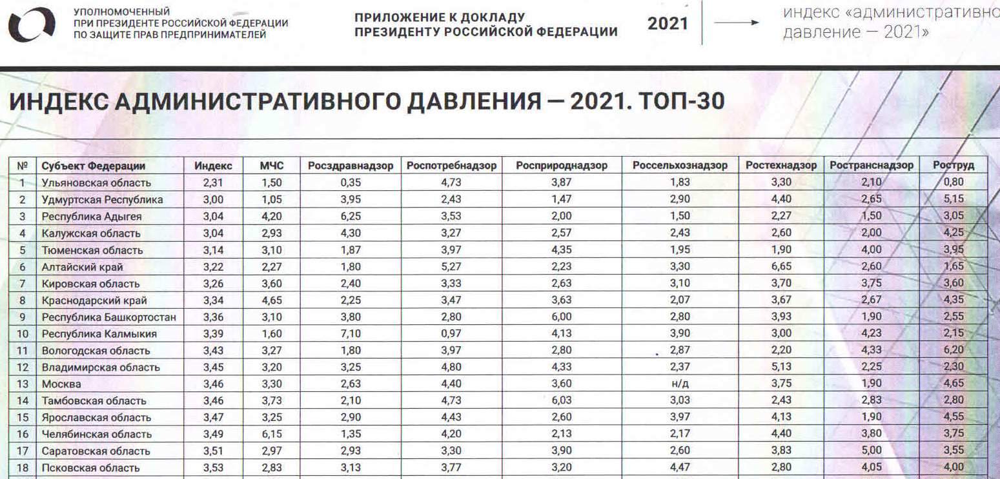 УПОЛНОМОЧЕННЫЙ
ПРИ ПРЕЗИДЕНТЕ РОССИЙСКОЙ ФЕДЕРАЦИИ
ПО ЗАЩИТЕ ПРАВ ПРЕДПРИНИМАТЕЛЕЙ
ПРИЛОЖЕНИЕ К ДОКЛАДУ
ПРЕЗИДЕНТУ РОССИЙСКОЙ ФЕДЕРАЦИИ
2021
индекс «административно
давление — 2021»
ИНДЕКС АДМИНИСТРАТИВНОГО ДАВЛЕНИЯ — 2021. ТОП-30
№ Субъект Федерации Индекс МЧС Росздравнадзор Роспотребнадзор Росприроднадзор Россельхознадзор Ростехнадзор Ространснадзор Роструд
1 Ульяновская область 2,31 1,50 0,35 4,73 3,87 1,83 3,30 2,10 0,80
2 Удмуртская Республика 3,00 1,05 3,95 2,43 1,47 2,90 4,40 2,65 5,15
3 Республика Адыгея 3,04 4,20 6,25 3,53 2,00 1,50 2,27 1,50 3,05
4 Калужская область 3,04 2,93 4,30 3,27 2,57 2,43 2,60 2,00 4,25
5 Тюменская область 3,14 3,10 1,87 3,97 4,35 1,95 1,90 4,00 3,95
6 Алтайский край 3,22 2,27 1,80 5,27 2,23 3,30 6,65 2,60 1,65
7 Кировская область 3,26 3,60 2,40 3,33 2,63 3,10 3,70 3,75 3,60
8 Краснодарский край 3,34 4,65 2,25 3,47 3,63 2,07 3,67 2,67 4,35
9 Республика Башкортостан 3,36 3,10 3,80 2,80 6,00 2,80 3,93 1,90 2,55
10 Республика Калмыкия 3,39 1,60 7,10 0,97 4,13 3,90 3,00 4,23 2,15
11 Вологодская область 3,43 3,27 1,80 3,97 2,80 2,87 2,20 4,33 6,20
12 Владимирская область 3,45 3,20 3,25 4,80 4,33 2,37 5,13 2,25 2,30
13 Москва 3,46 3,30 2,63 4,40 3,60 н/д 3,75 1,90 4,65
14 Тамбовская область 3,46 3,73 2,10 4,73 6,03 3,03 2,43 2,83 2,80
15 Ярославская область 3,47 3,25 2,90 4,43 2,60 3,97 4,13 1,90 4,55
16 Челябинская область 3,49 6,15 1,35 4,20 2,13 2,17 4,40 3,80 3,75
17 Саратовская область 3,51 2,97 2,93 3,30 3,90 2,60 3,83 5,00 3,55
18 Псковская область 3,53 2,83 3,13 3,77 3,20 4,47 2,80 4,05 4,00